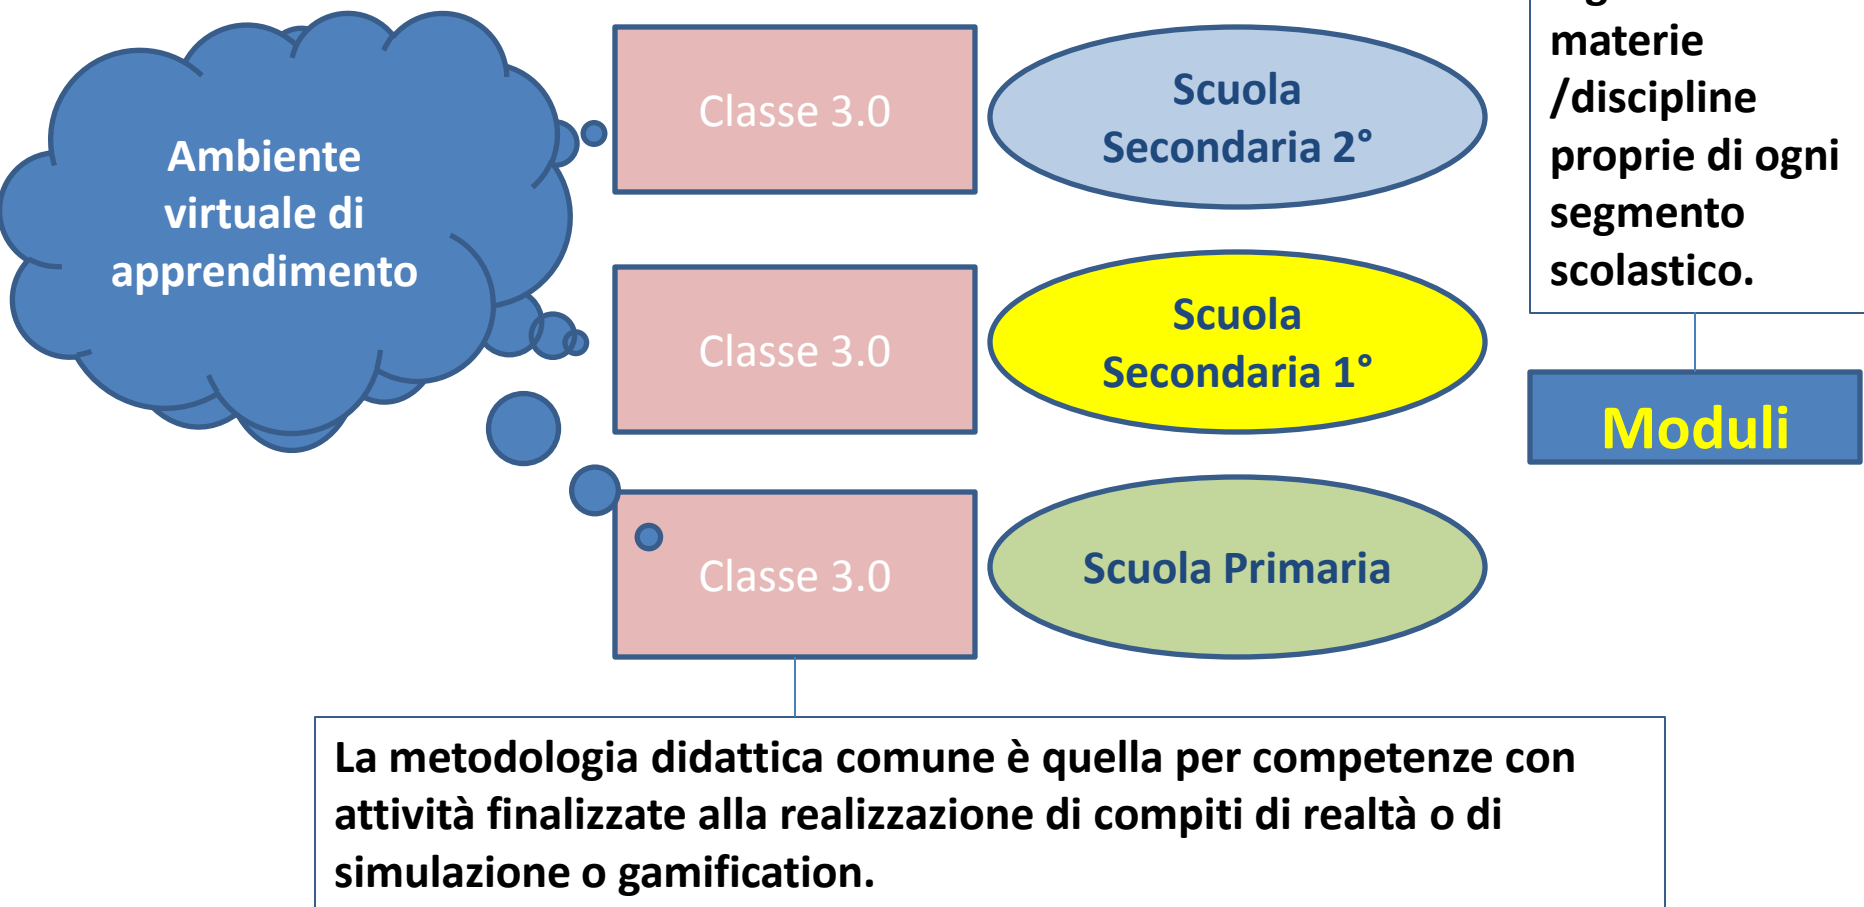 Ambiente
virtuale di
apprendimento
Classe 3.0
Scuola
Secondaria 2°
Classe 3.0
Scuola
Secondaria 1°
Classe 3.0
Scuola Primaria
materie
/discipline
proprie di ogni
segmento
scolastico.
Moduli
La metodologia didattica comune è quella per competenze con
attività finalizzate alla realizzazione di compiti di realtà o di
simulazione o gamification.